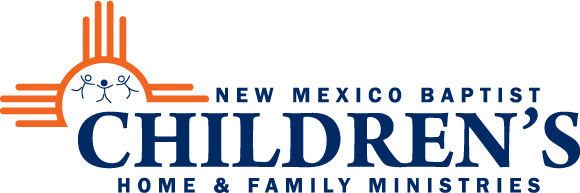 NEW MEXICO BAPTIST
CHILDREN'S
HOME & FAMILY MINISTRIES